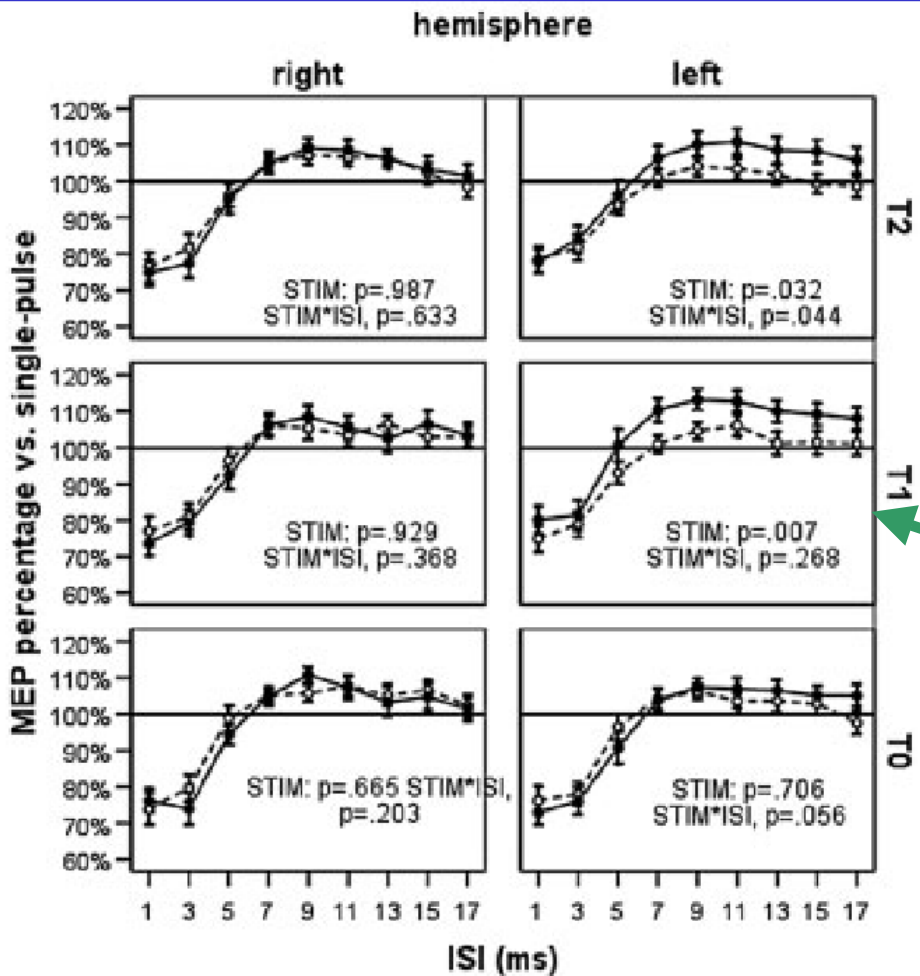 hemisphere
right left
MEP percentage vs. single-pulse
120%
110%
100%
90%
80%
70%
60%
STIM: p=.987
STIM*ISI, p=.633
STIM: p=.032
STIM*ISI, p=.044
T2
120%
110%
100%
90%
80%
70%
60%
STIM: p=.929
STIM*ISI, p=.368
STIM: p=.007
STIM*ISI, p=.268
T1
120%
110%
100%
90%
80%
70%
60%
STIM: p=.665 STIM*ISI,
p=.203
STIM: p=.706
STIM*ISI, p=.056
T0
1 3 5 7 9 11 13 15 17 1 3 5 7 9 11 13 15 17
ISI (ms)